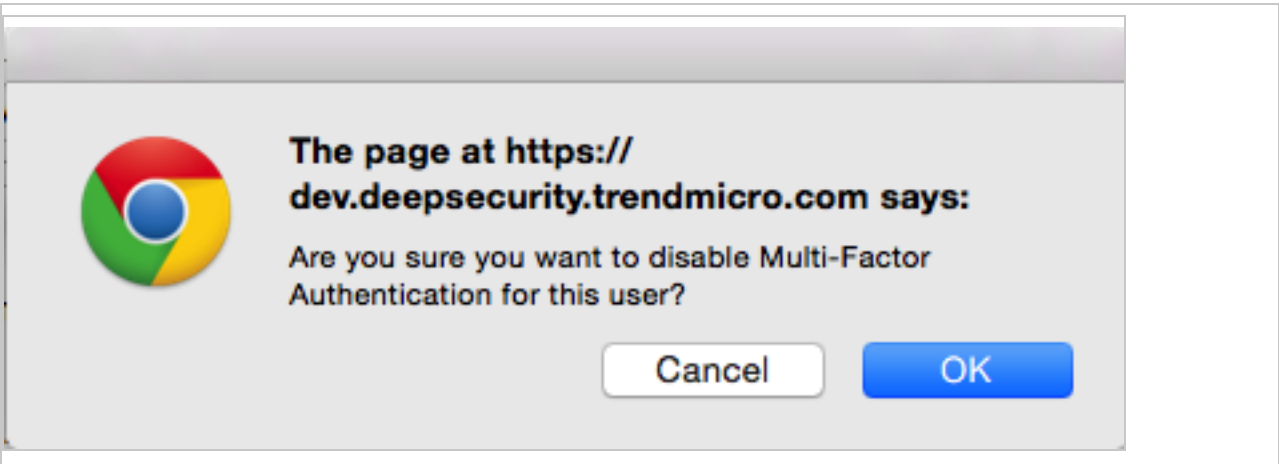 The page at https://
dev.deepsecurity.trendmicro.com says:
Are you sure you want to disable Multi-Factor
Authentication for this user?
Cancel OK